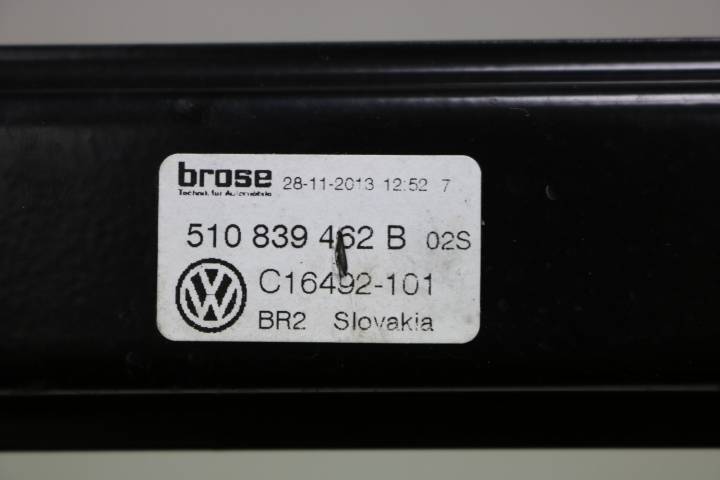 brose 28-11-2013 12:52 7
Technik für Automobile
510 839 462 B 02S
C16492-101
BR2 Slovakia